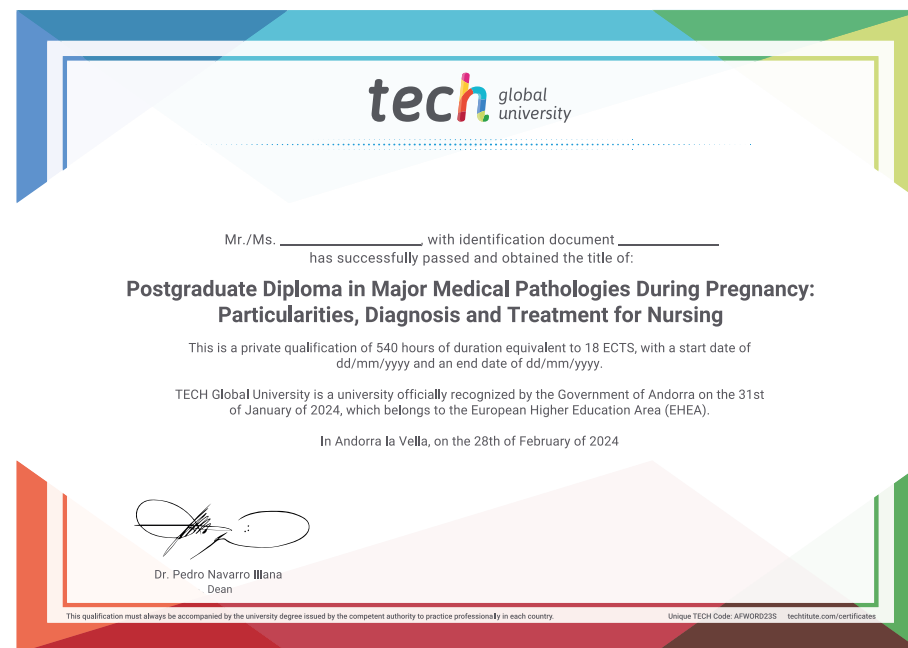 tech global university
Mr./Ms. ____________, with identification document ____________
has successfully passed and obtained the title of:
Postgraduate Diploma in Major Medical Pathologies During Pregnancy:
Particularities, Diagnosis and Treatment for Nursing
This is a private qualification of 540 hours of duration equivalent to 18 ECTS, with a start date of
dd/mm/yyyy and an end date of dd/mm/yyyy.
TECH Global University is a university officially recognized by the Government of Andorra on the 31st
of January of 2024, which belongs to the European Higher Education Area (EHEA).
In Andorra la Vella, on the 28th of February of 2024
Dr. Pedro Navarro Illana
Dean
This qualification must always be accompanied by the university degree issued by the competent authority to practice professionally in each country.
Unique TECH Code: AFWORD23S techtitute.com/certificates